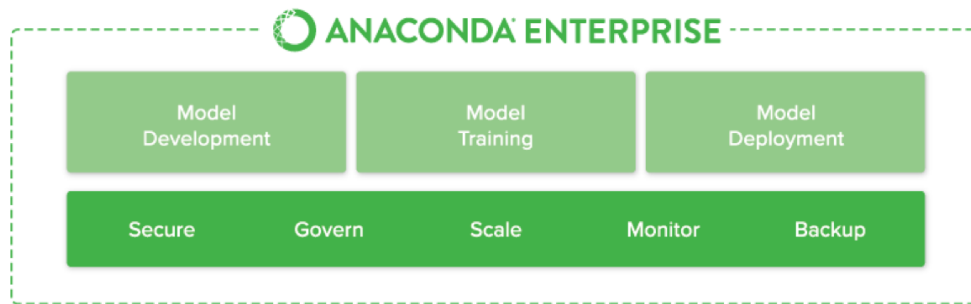 ANACONDA ENTERPRISE
Model Model Model
Development Training Deployment
Secure Govern Scale Monitor Backup